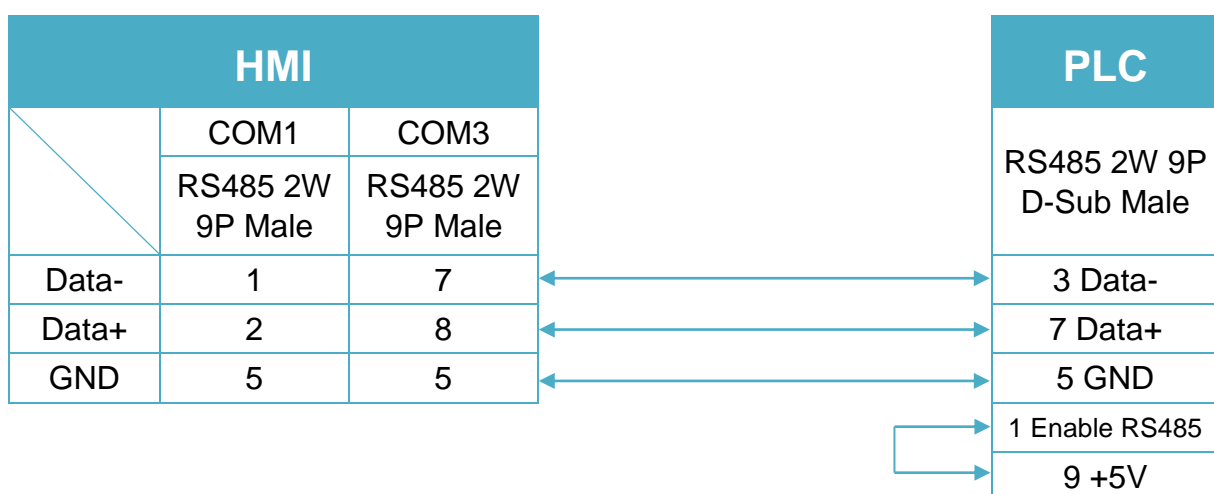 HMI
PLC
COM1 COM3
RS485 2W
9P Male
RS485 2W
9P Male
RS485 2W 9P
D-Sub Male
Data- 1 7 3 Data-
Data+ 2 8 7 Data+
GND 5 5 5 GND
1 Enable RS485
9 +5V